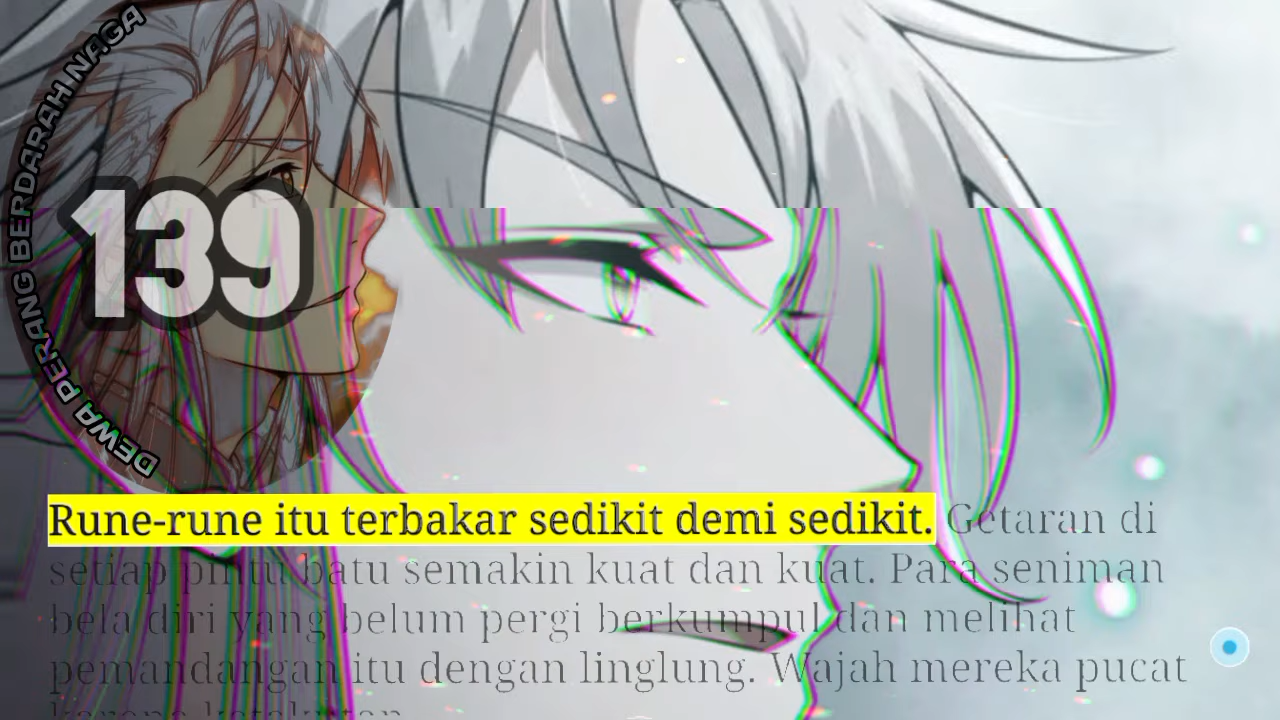 DEWA PERANG BERDARAH NAGA
139
Rune-rune itu terbakar sedikit demi sedikit. Getaran di
setiap pintu batu semakin kuat dan kuat. Para seniman
bela diri yang belum pergi berkumpul dan melihat
pemandangan itu dengan linglung. Wajah mereka pucat